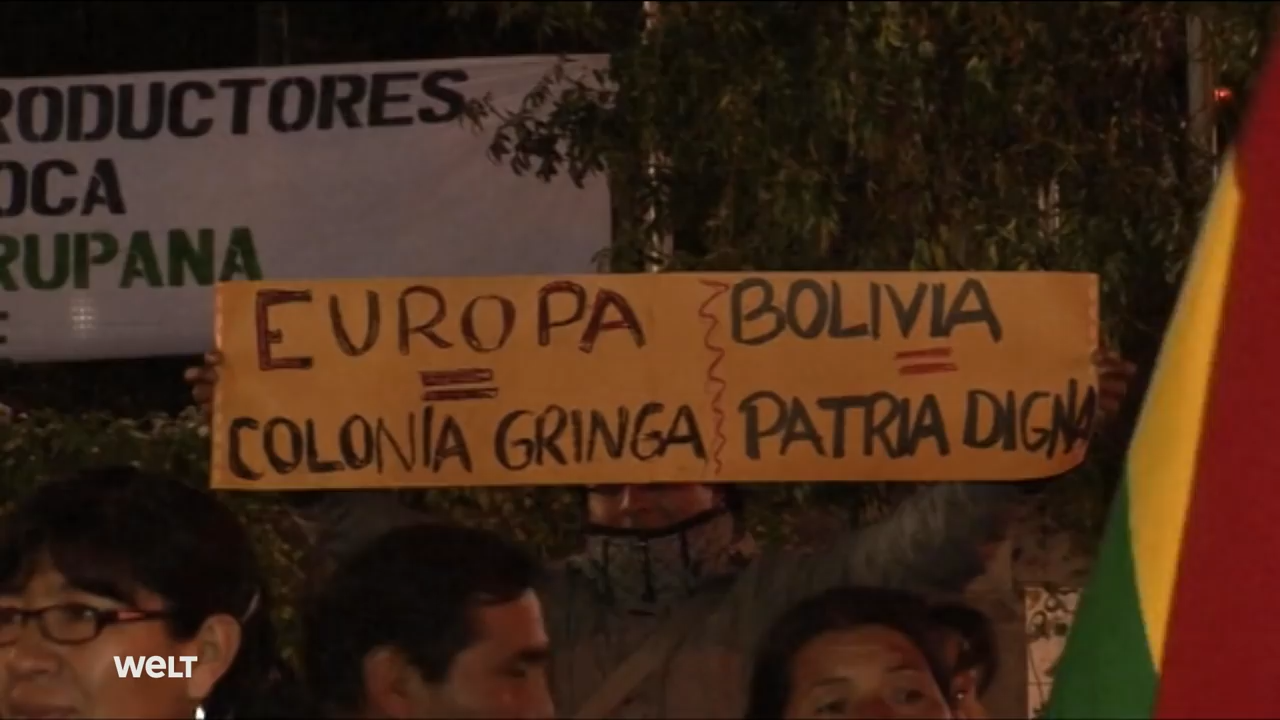 RODUCTORES
OCA
RUPANA
E
EUROPA
=
COLONIA GRINGA
BOLIVIA
=
PATRIA DIGNA
WELT